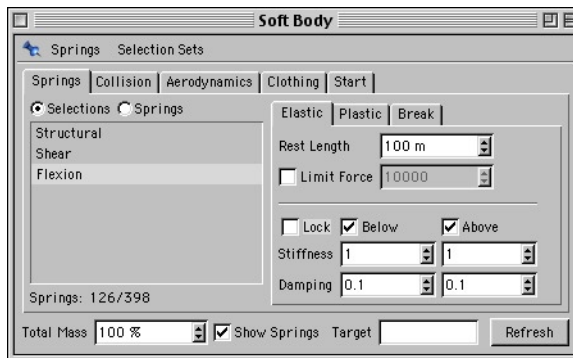 Soft Body
Springs Selection Sets
Springs Collision Aerodynamics Clothing Start
Selections Springs
Structural
Shear
Flexion
Springs: 126/398
Elastic Plastic Break
Rest Length 100 m
Limit Force 10000
Lock Below Above
Stiffness 1 1
Damping 0.1 0.1
Total Mass 100 % Show Springs Target Refresh